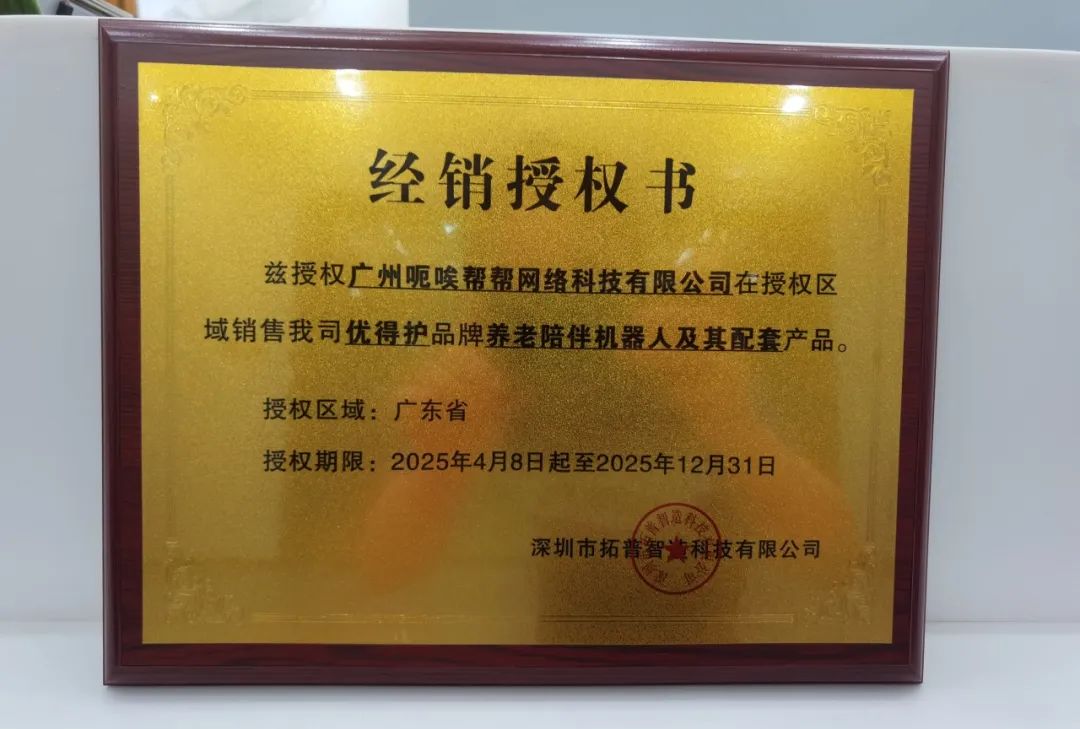 经销授权书
兹授权广州呃唉帮帮网络科技有限公司在授权区
域销售我司优得护品牌养老陪伴机器人及其配套产品。
授权区域：广东省
授权期限：2025年4月8日起至2025年12月31日
深圳市拓普智造科技有限公司